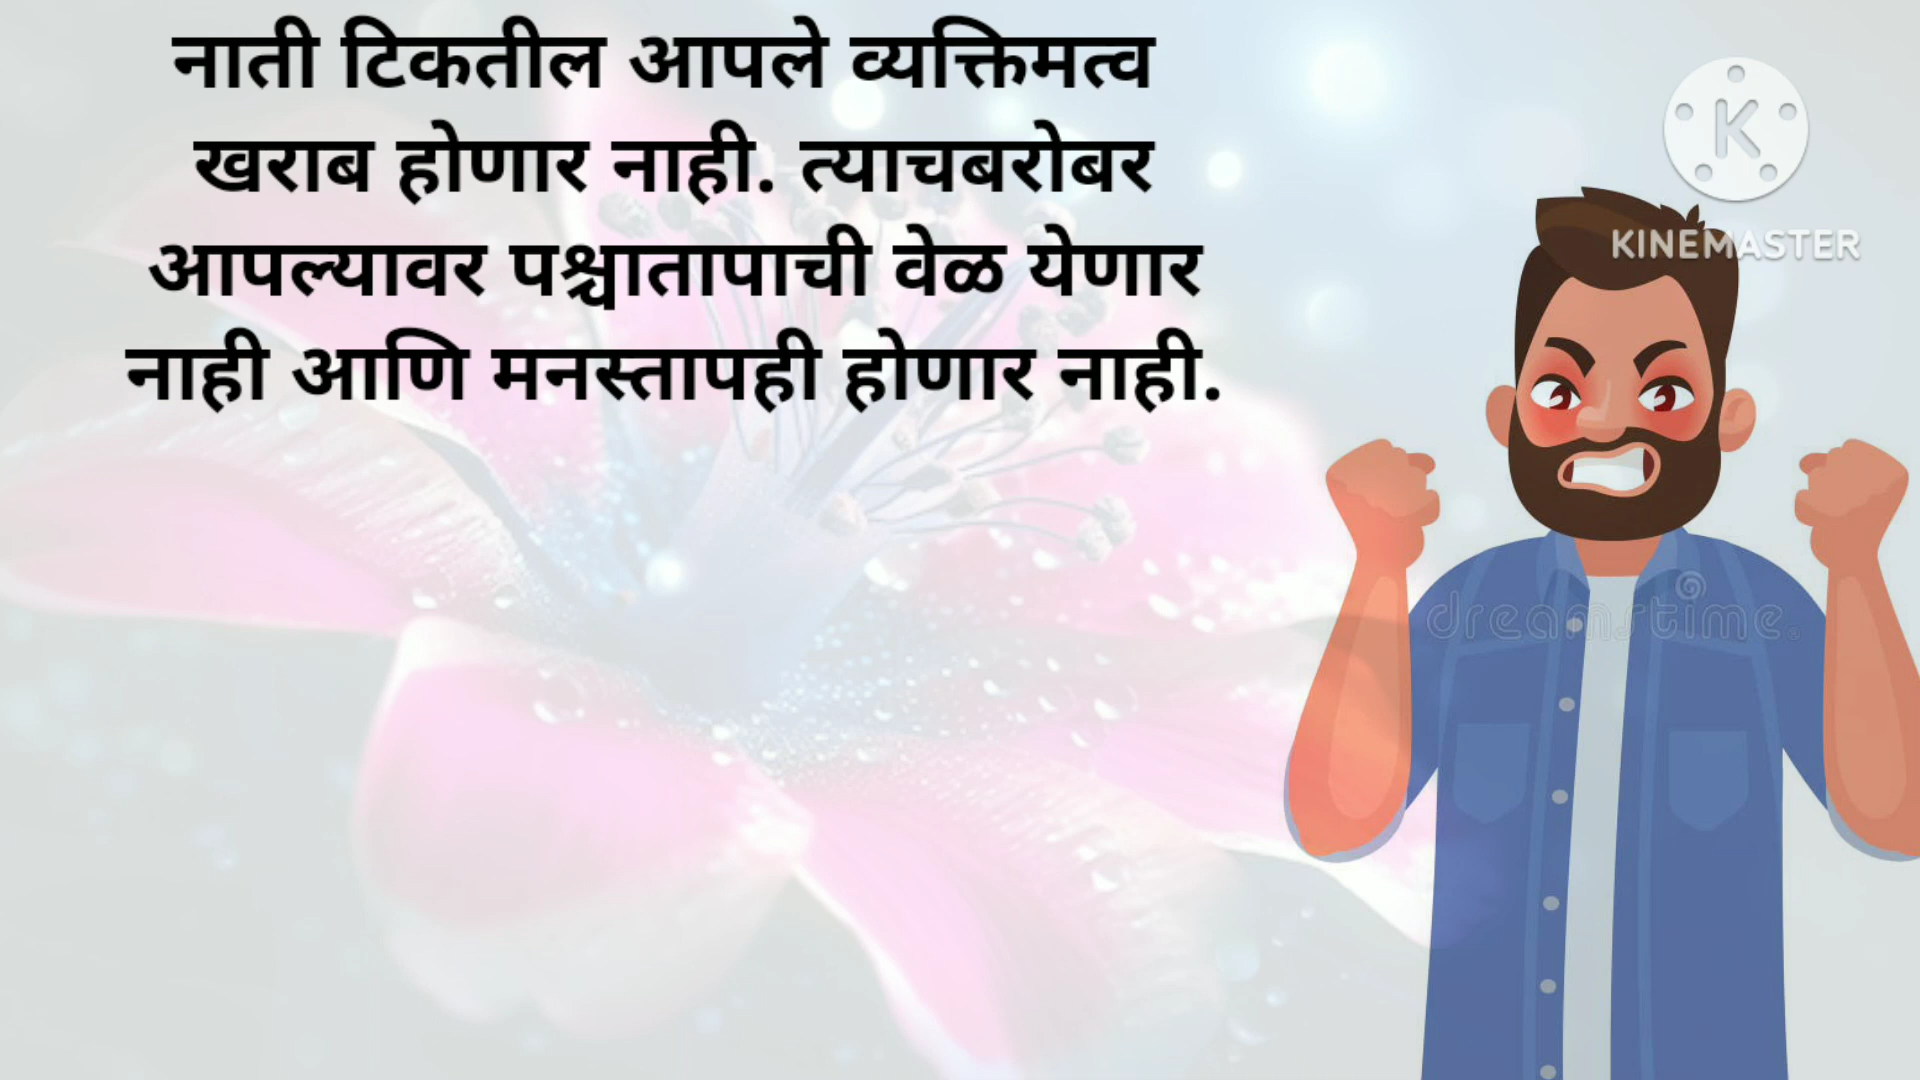 नाती टिकतील आपले व्यक्तिमत्व
खराब होणार नाही. त्याचबरोबर
आपल्यावर पश्चातापाची वेळ येणार
नाही आणि मनस्तापही होणार नाही.
K
KINEMASTER
dreamstime.